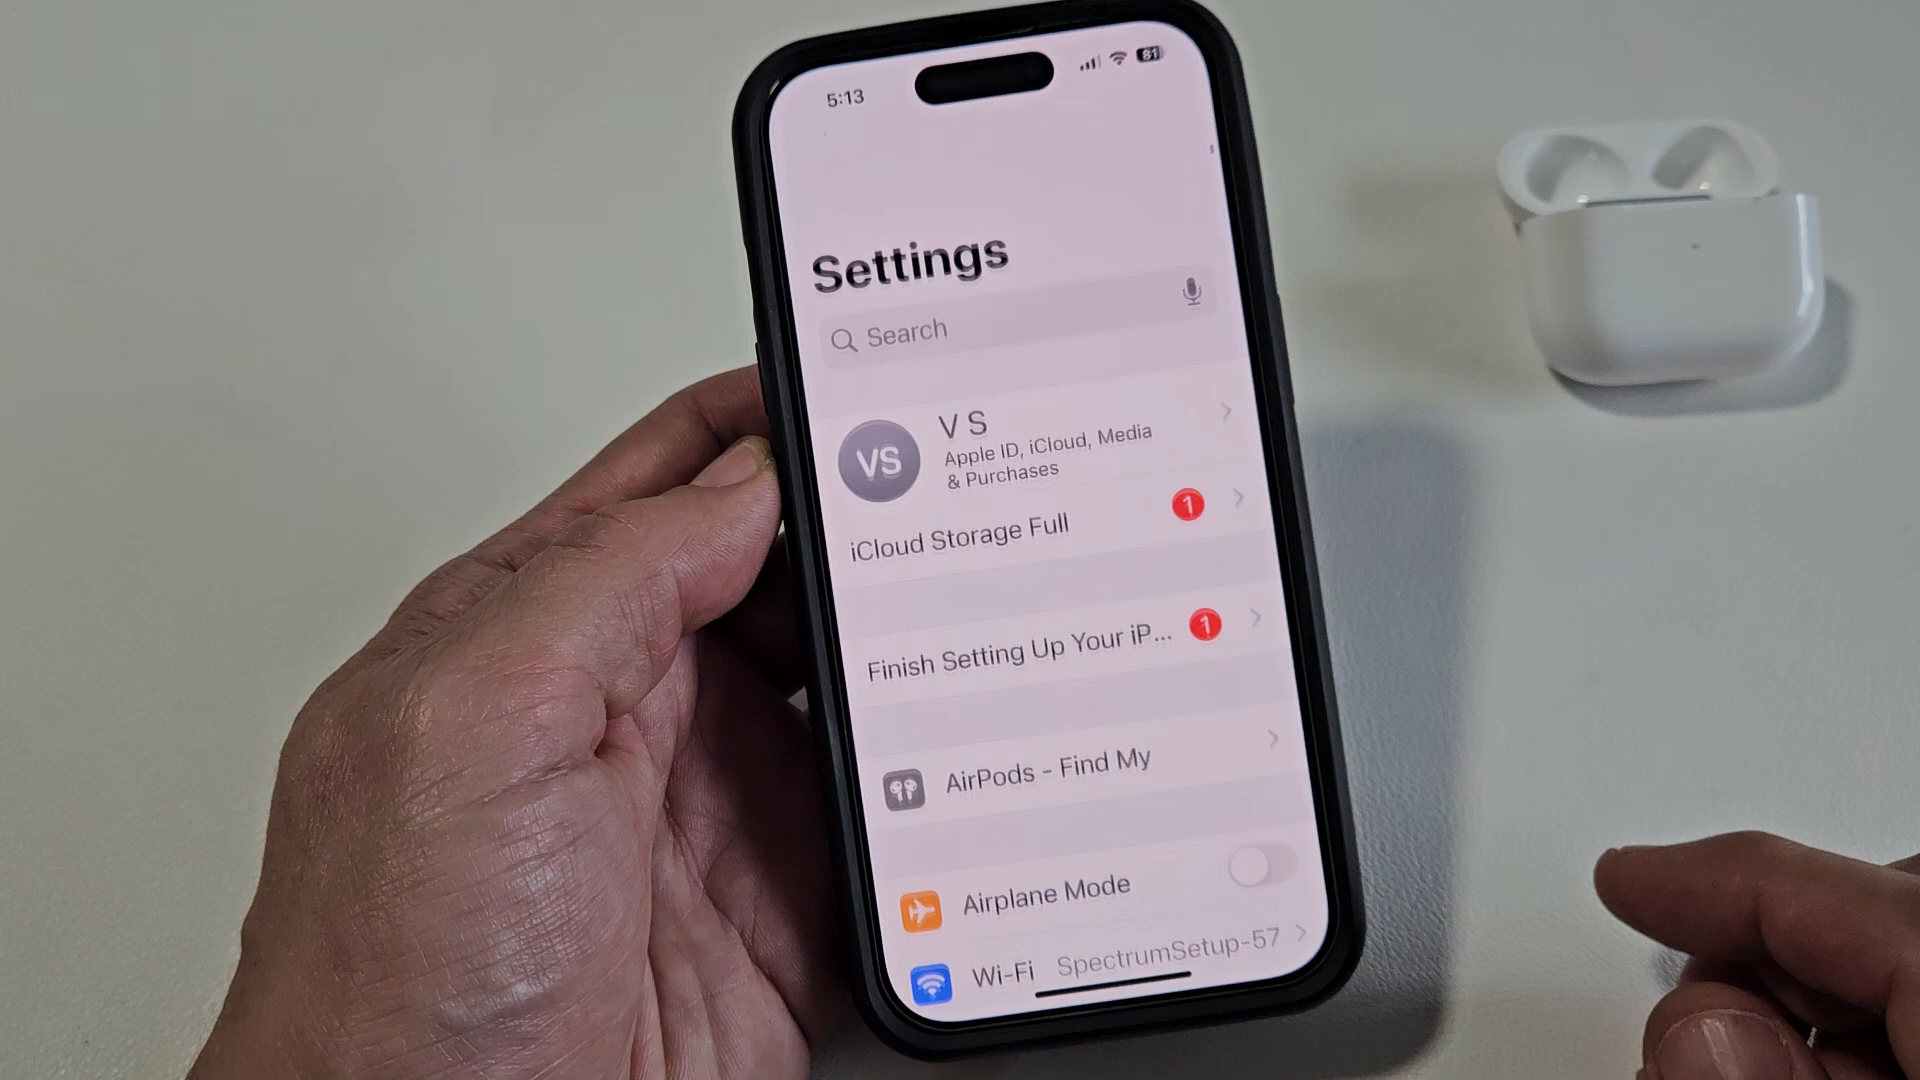 5:13
81
Settings
Search
VS
V S
Apple ID, iCloud, Media
& Purchases
iCloud Storage Full
1
Finish Setting Up Your iP...
1
AirPods - Find My
Airplane Mode
Wi-Fi SpectrumSetup-57